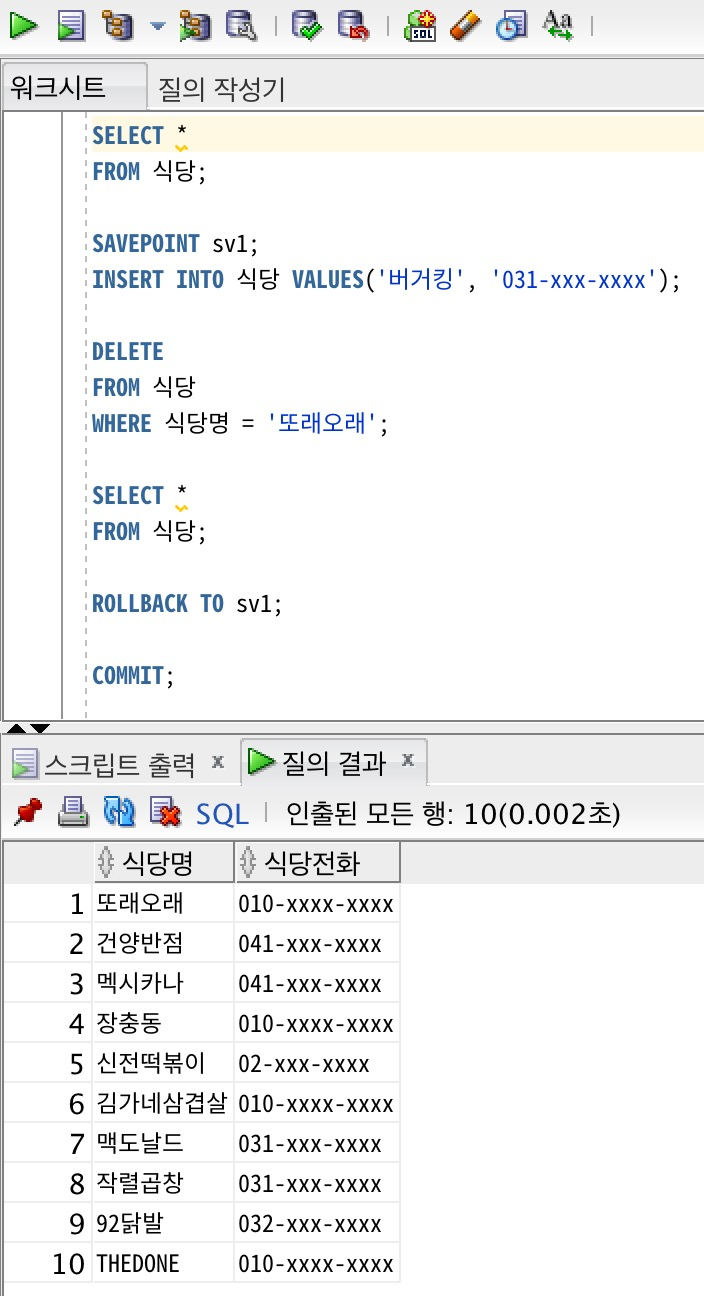 워크시트 질의 작성기
SELECT *
FROM 식당;
SAVEPOINT sv1;
INSERT INTO 식당 VALUES('버거킹', '031-xxx-xxxx');
DELETE
FROM 식당
WHERE 식당명 = '또래오래';
SELECT *
FROM 식당;
ROLLBACK TO sv1;
COMMIT;
스크립트 출력 x 질의 결과 x
SQL 인출된 모든 행: 10(0.002초)
식당명 식당전화
1 또래오래 010-xxxx-xxxx
2 건양반점 041-xxx-xxxx
3 멕시카나 041-xxx-xxxx
4 장충동 010-xxxx-xxxx
5 신전떡볶이 02-xxx-xxxx
6 김가네삼겹살 010-xxxx-xxxx
7 맥도날드 031-xxx-xxxx
8 작렬곱창 031-xxx-xxxx
9 92닭발 032-xxx-xxxx
10 THEDONE 010-xxxx-xxxx